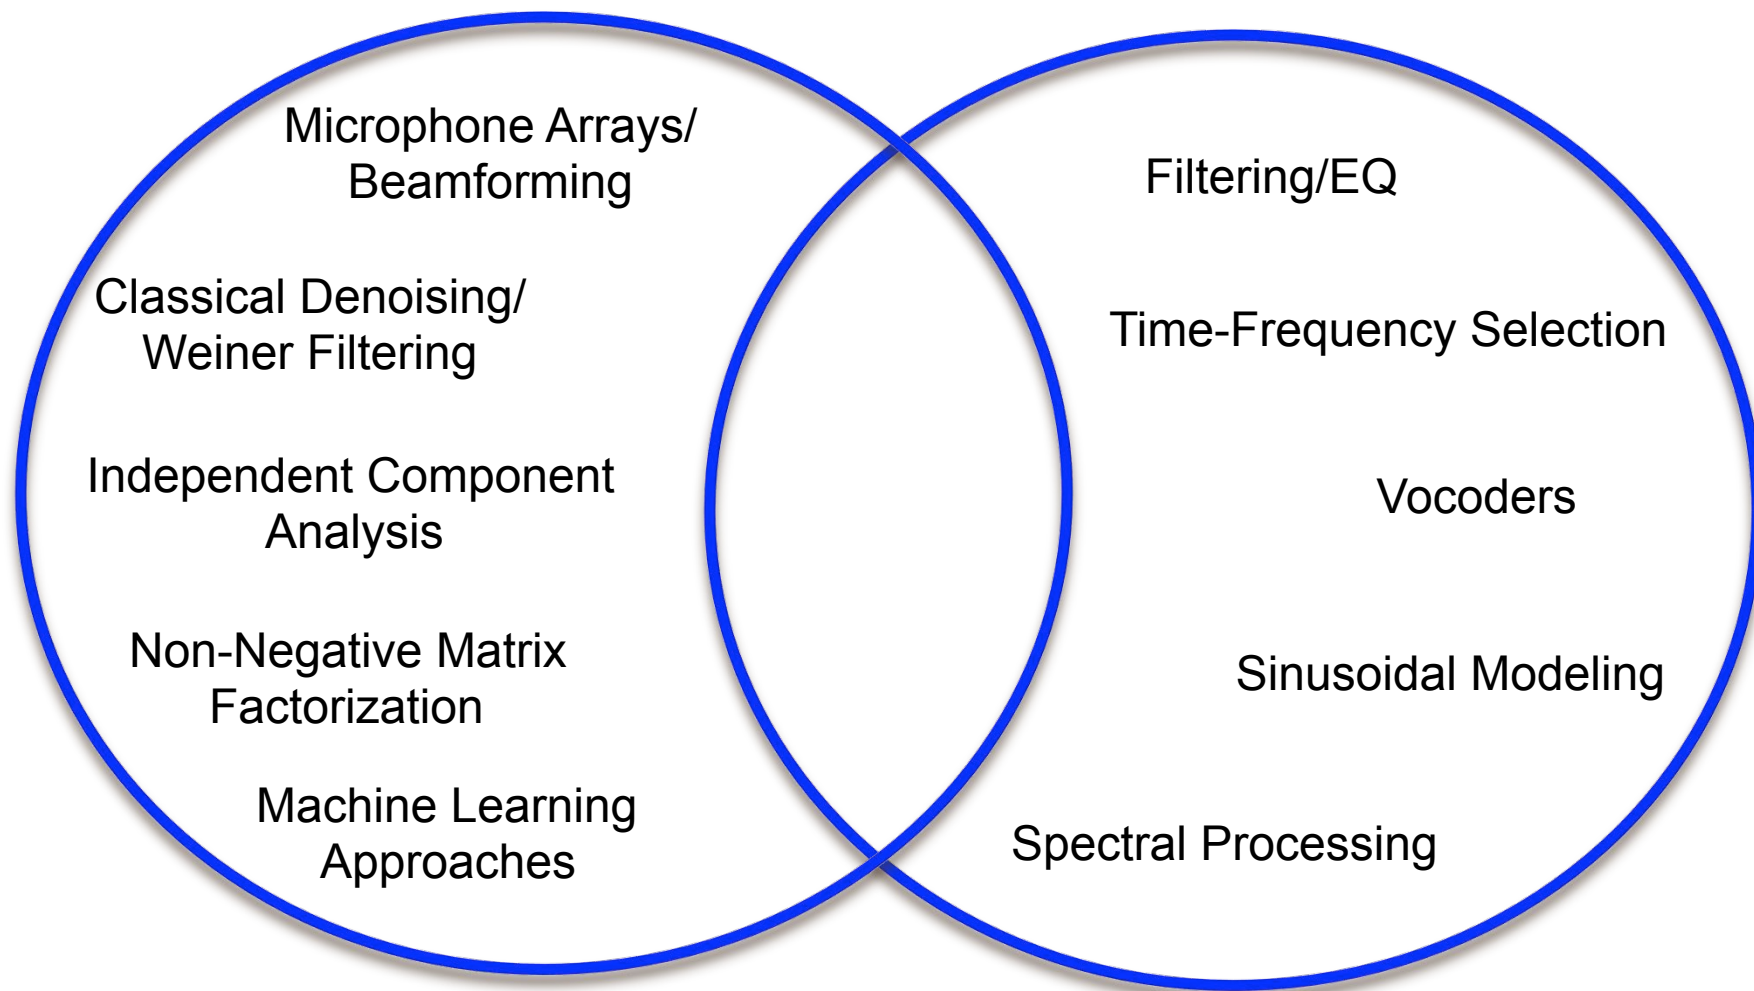 Microphone Arrays/
Beamforming
Classical Denoising/
Weiner Filtering
Independent Component
Analysis
Non-Negative Matrix
Factorization
Machine Learning
Approaches
Filtering/EQ
Time-Frequency Selection
Vocoders
Sinusoidal Modeling
Spectral Processing